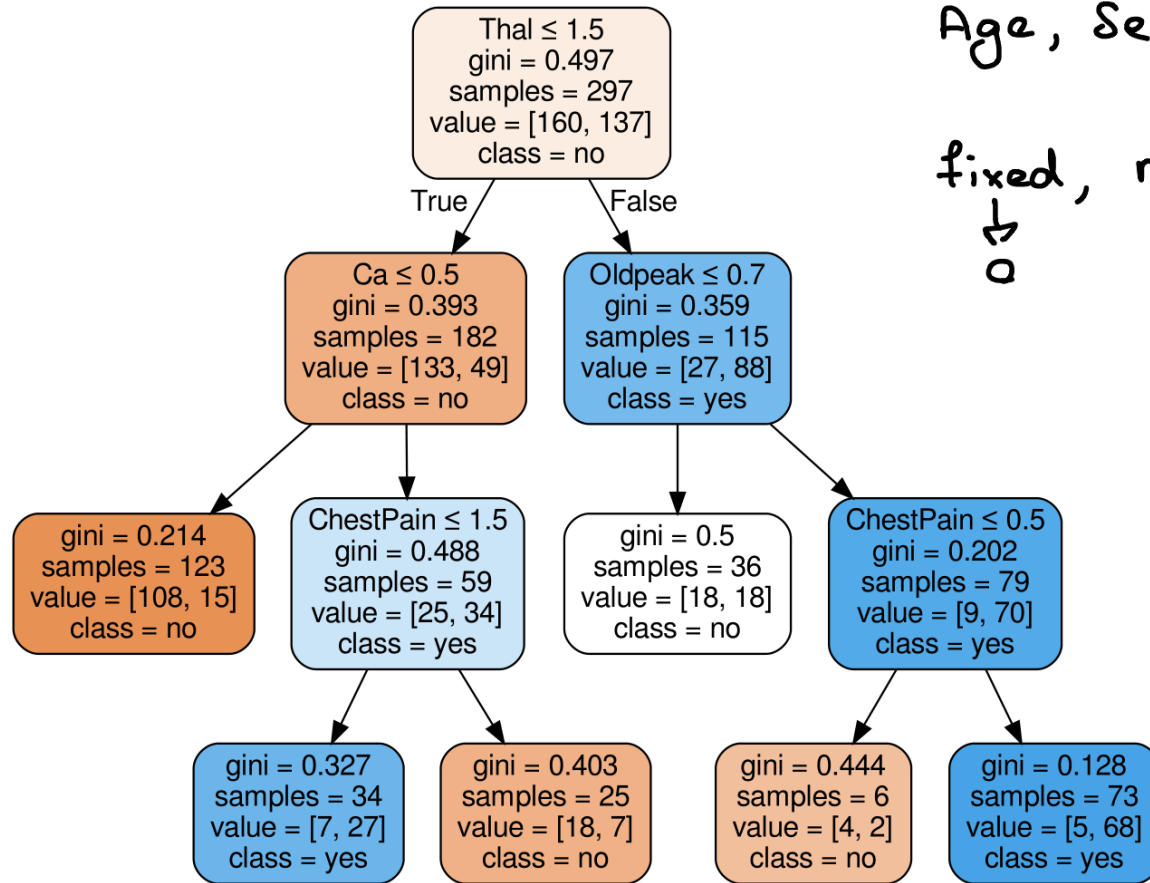 Thal ≤ 1.5
gini = 0.497
samples = 297
value = [160, 137]
class = no
Age, Se
fixed,
0
True
False
Ca ≤ 0.5
gini = 0.393
samples = 182
value = [133, 49]
class = no
Oldpeak ≤ 0.7
gini = 0.359
samples = 115
value = [27, 88]
class = yes
gini = 0.214
samples = 123
value = [108, 15]
class = no
ChestPain ≤ 1.5
gini = 0.488
samples = 59
value = [25, 34]
class = yes
gini = 0.5
samples = 36
value = [18, 18]
class = no
ChestPain ≤ 0.5
gini = 0.202
samples = 79
value = [9, 70]
class = yes
gini = 0.327
samples = 34
value = [7, 27]
class = yes
gini = 0.403
samples = 25
value = [18, 7]
class = no
gini = 0.444
samples = 6
value = [4, 2]
class = no
gini = 0.128
samples = 73
value = [5, 68]
class = yes